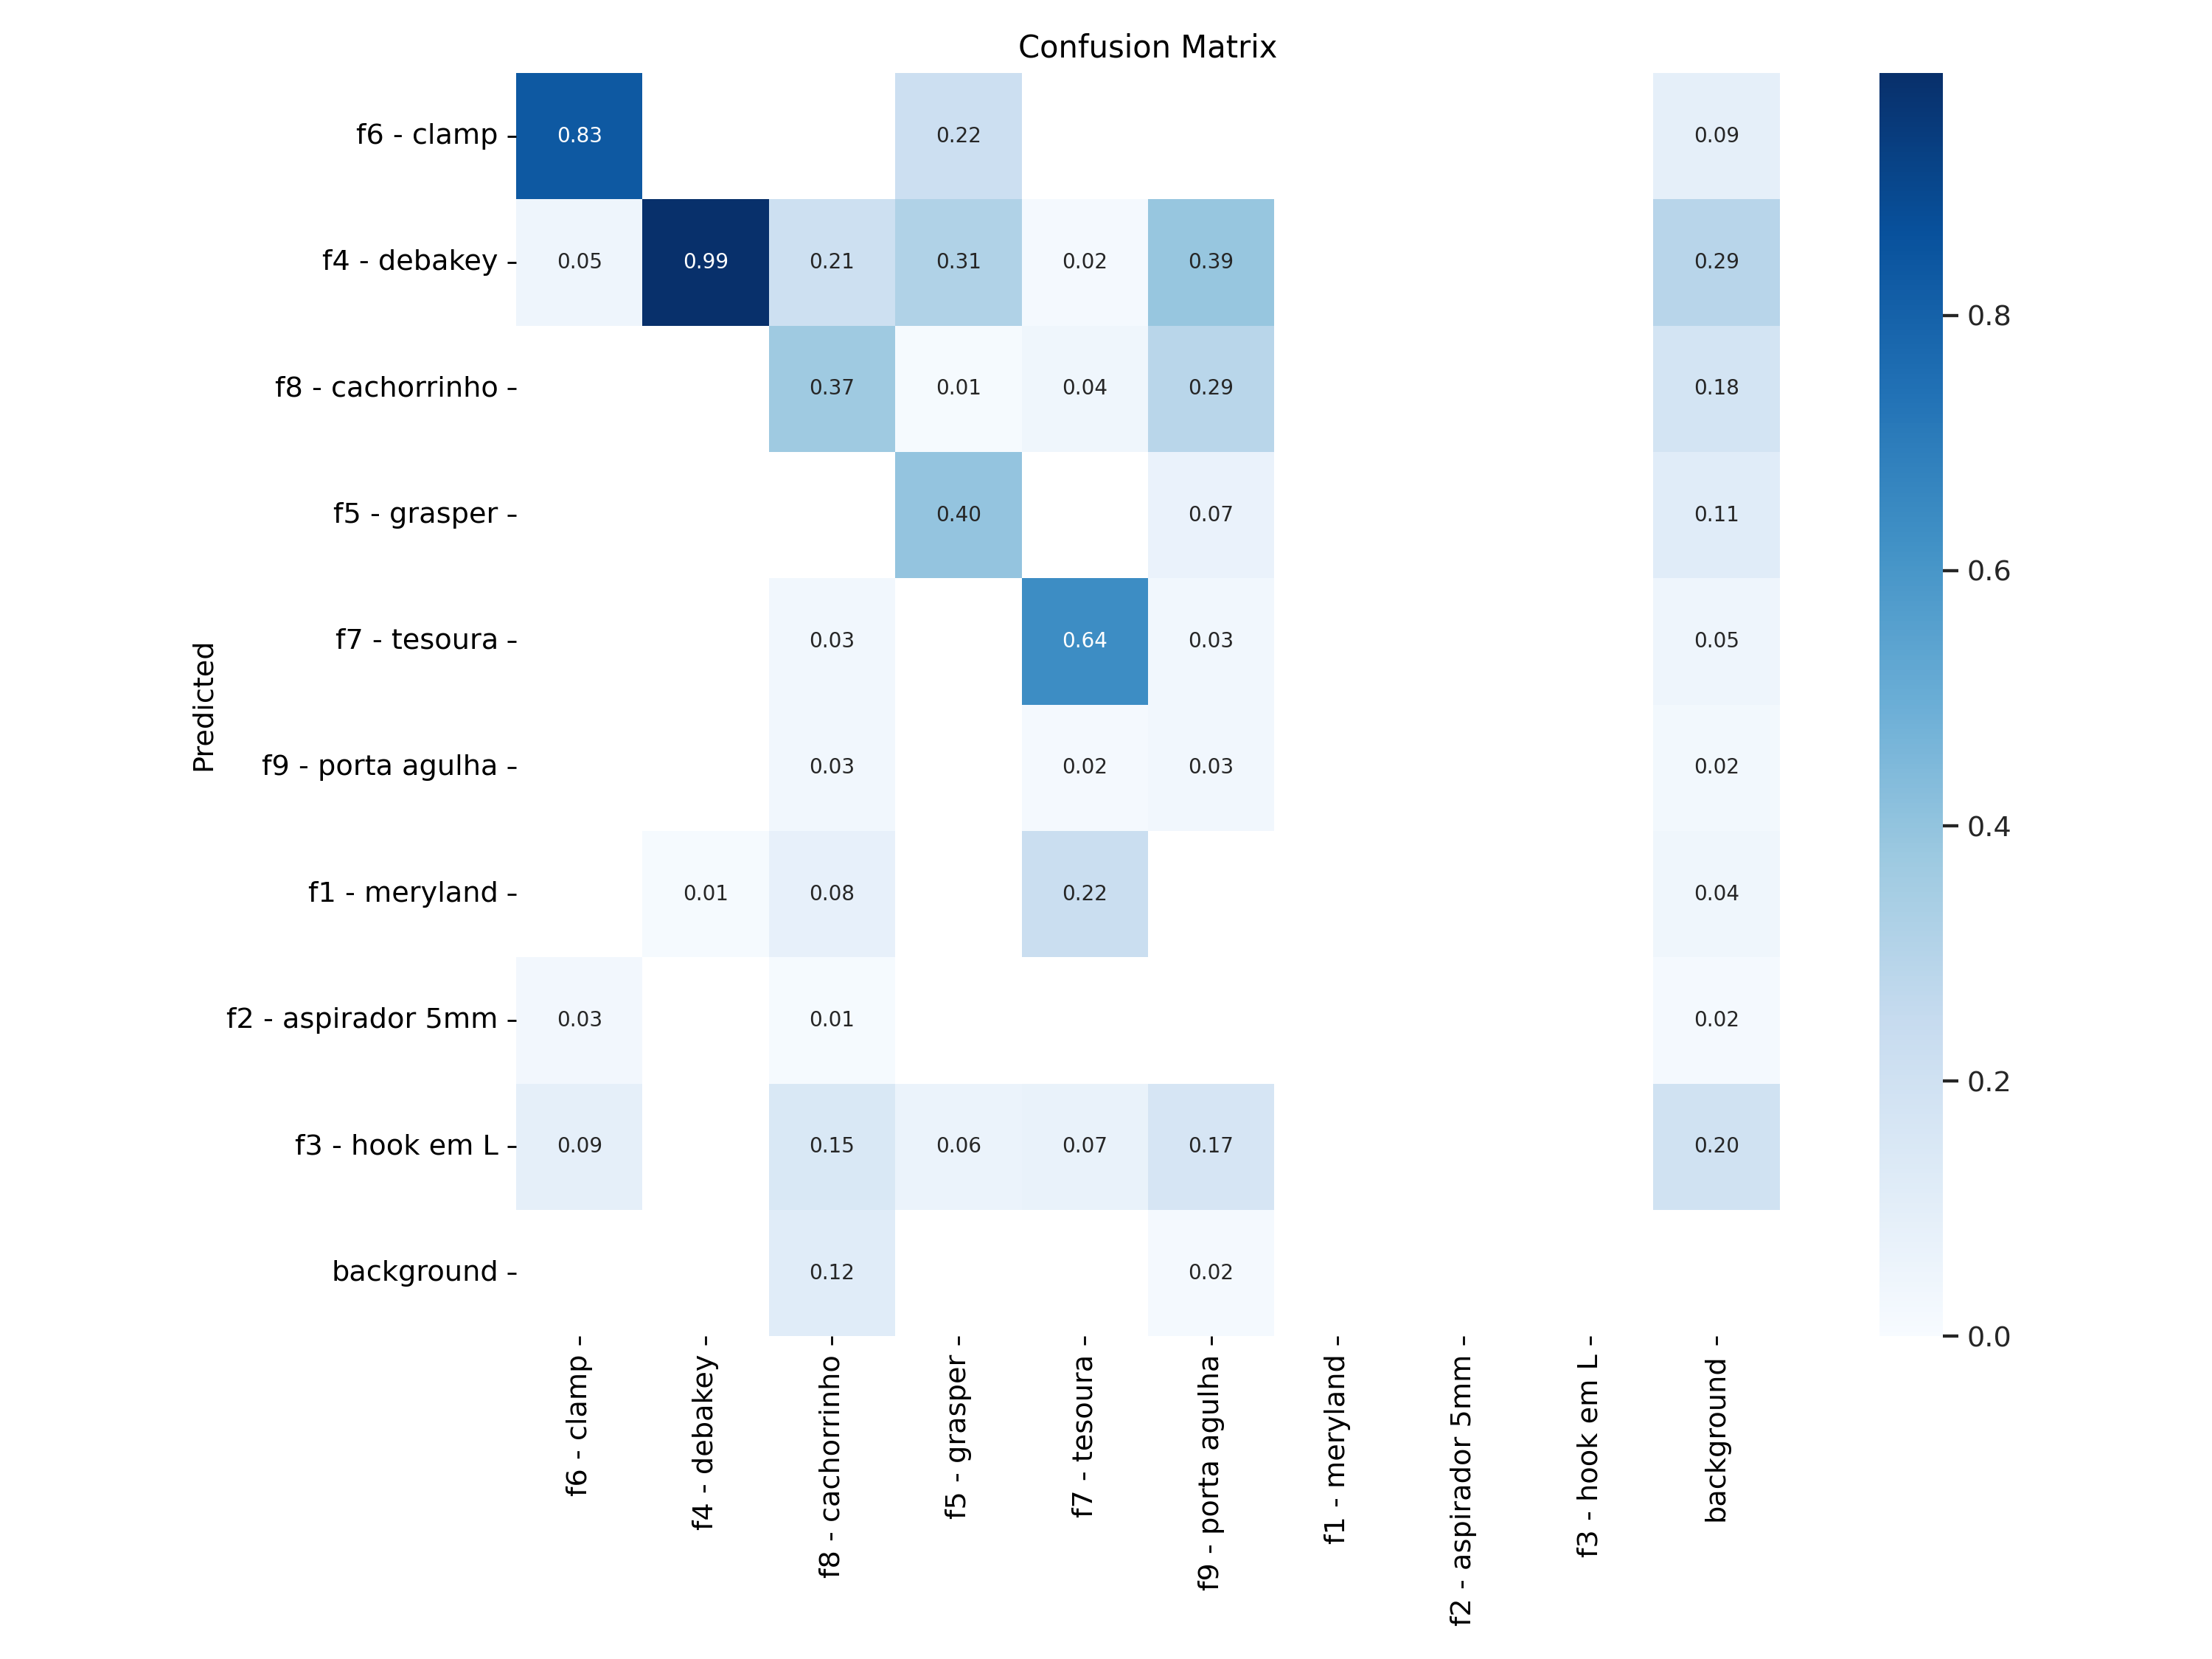 Confusion Matrix
f6 - clamp 0.83 0.22 0.09
f4 - debakey 0.05 0.99 0.21 0.31 0.02 0.39 0.29
0.8
f8 - cachorrinho 0.37 0.01 0.04 0.29 0.18
f5 - grasper 0.40 0.07 0.11
0.6
f7 - tesoura 0.03 0.64 0.03 0.05
Predicted
f9 - porta agulha 0.03 0.02 0.03 0.02
0.4
f1 - meryland 0.01 0.08 0.22 0.04
f2 - aspirador 5mm 0.03 0.01 0.02
0.2
f3 - hook em L 0.09 0.15 0.06 0.07 0.17 0.20
background 0.12 0.02
0.0
f6 - clamp
f4 - debakey
f8 - cachorrinho
f5 - grasper
f7 - tesoura
f9 - porta agulha
f1 - meryland
f2 - aspirador 5mm
f3 - hook em L
background